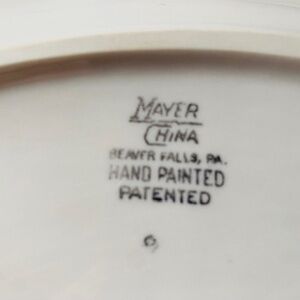 MAYER
CHINA
BEAVER FALLS, PA.
HAND PAINTED
PATENTED